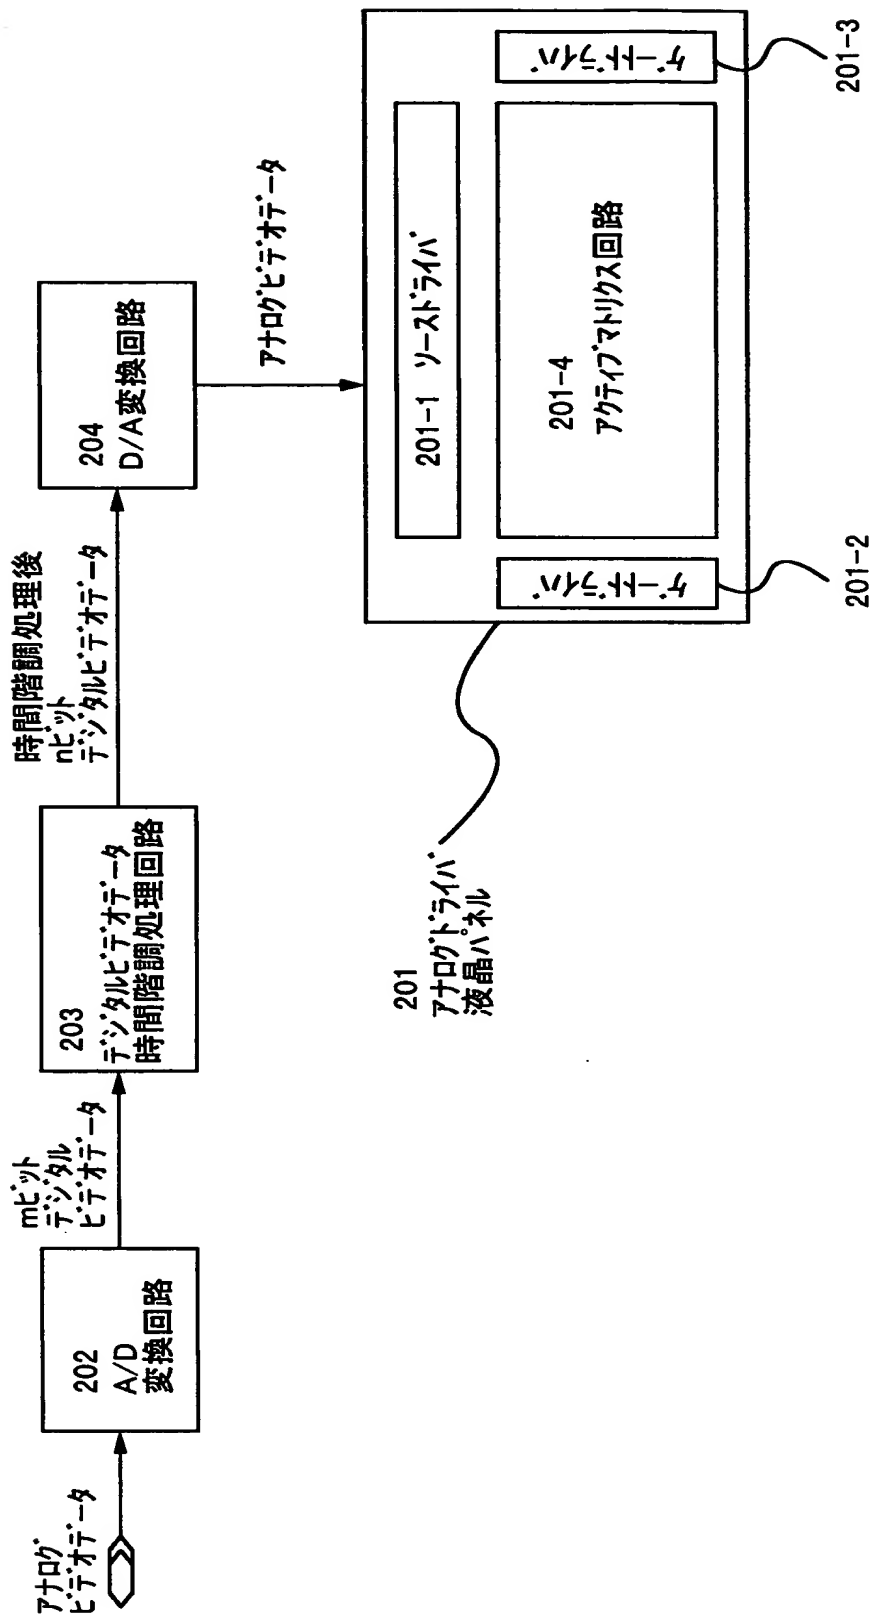 アナログ
ビデオデータ
202
A/D
変換回路
mビット
デジタル
ビデオデータ
203
デジタルビデオデータ
時間階調処理回路
時間階調処理後
nビット
デジタルビデオデータ
204
D/A変換回路
アナログビデオデータ
201
アナログドライバ
液晶パネル
201-1 ソースドライバ
ゲートドライバ
201-4
アクティブマトリクス回路
ゲートドライバ
201-2
201-3